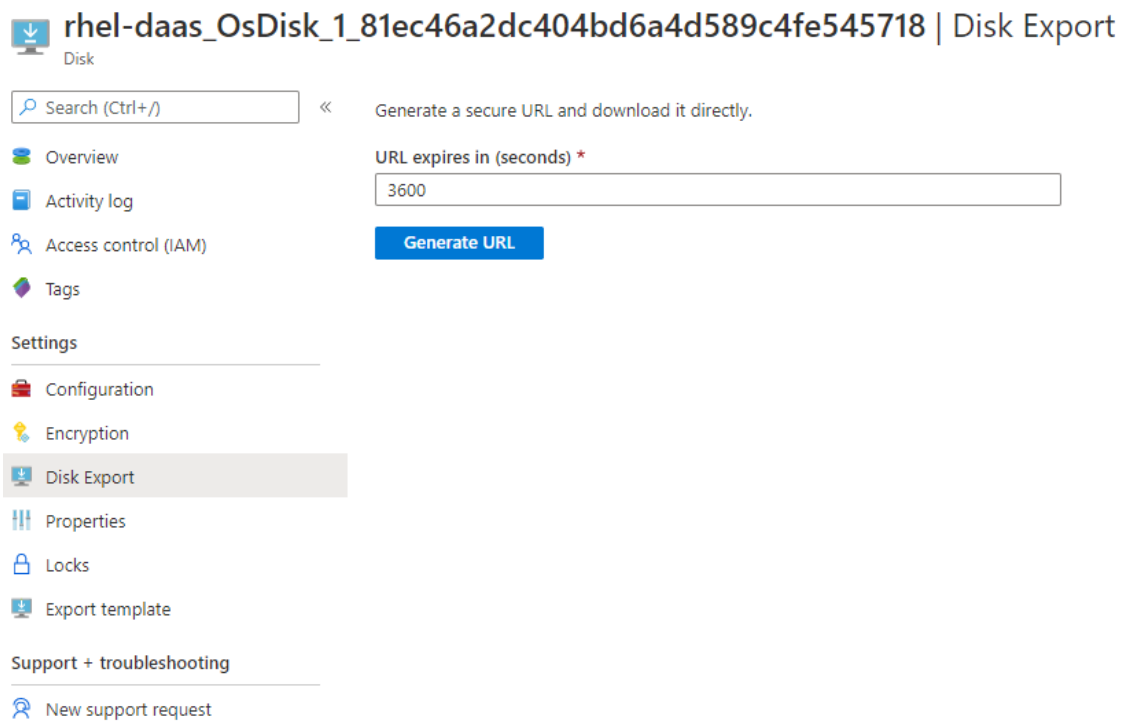 rhel-daas_OsDisk_1_81ec46a2dc404bd6a4d589c4fe545718 | Disk Export
Disk
Search (Ctrl+/)
«
Overview
Activity log
Access control (IAM)
Tags
Settings
Configuration
Encryption
Disk Export
Properties
Locks
Export template
Support + troubleshooting
New support request
Generate a secure URL and download it directly.
URL expires in (seconds) *
3600
Generate URL